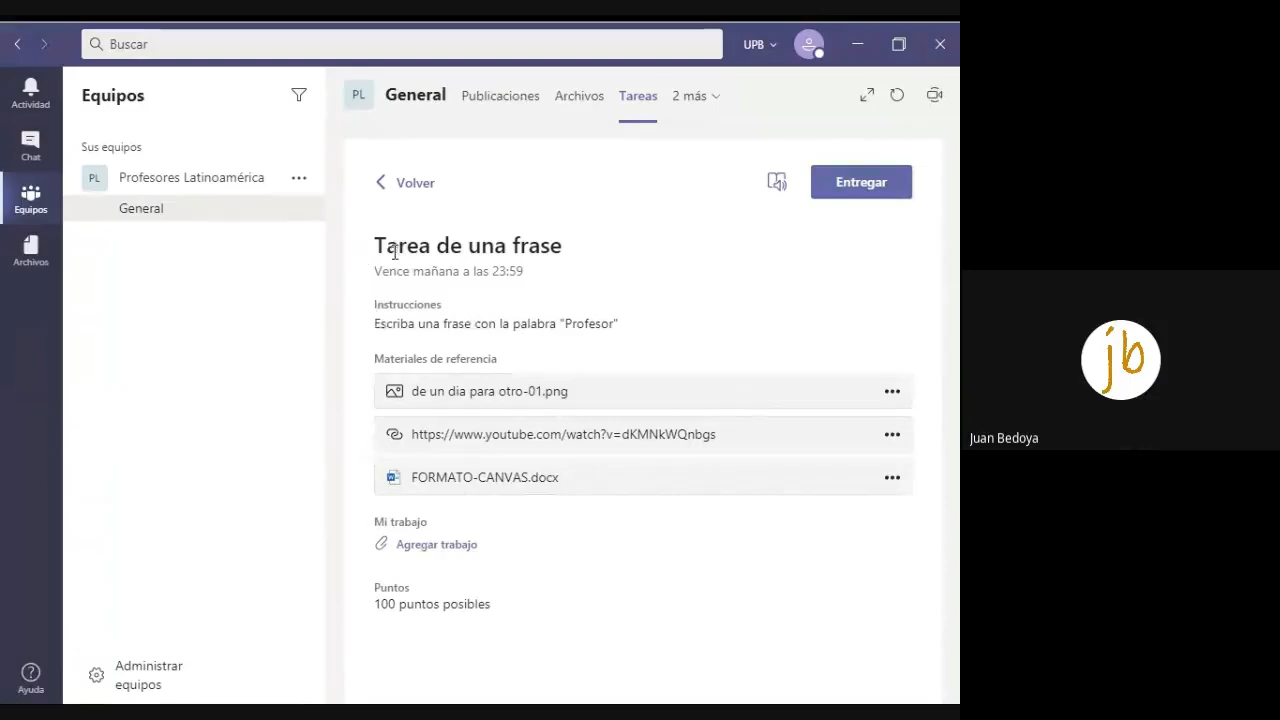 Buscar
UPB
Actividad
Chat
Equipos
Archivos
Ayuda
Equipos
Sus equipos
PL Profesores Latinoamérica
General
Administrar
equipos
PL General Publicaciones Archivos Tareas 2 más
Volver
Entregar
Tarea de una frase
Vence mañana a las 23:59
Instrucciones
Escriba una frase con la palabra "Profesor"
Materiales de referencia
de un dia para otro-01.png
https://www.youtube.com/watch?v=dKMNkWQnbgs
FORMATO-CANVAS.docx
Mi trabajo
Agregar trabajo
Puntos
100 puntos posibles
jb
Juan Bedoya